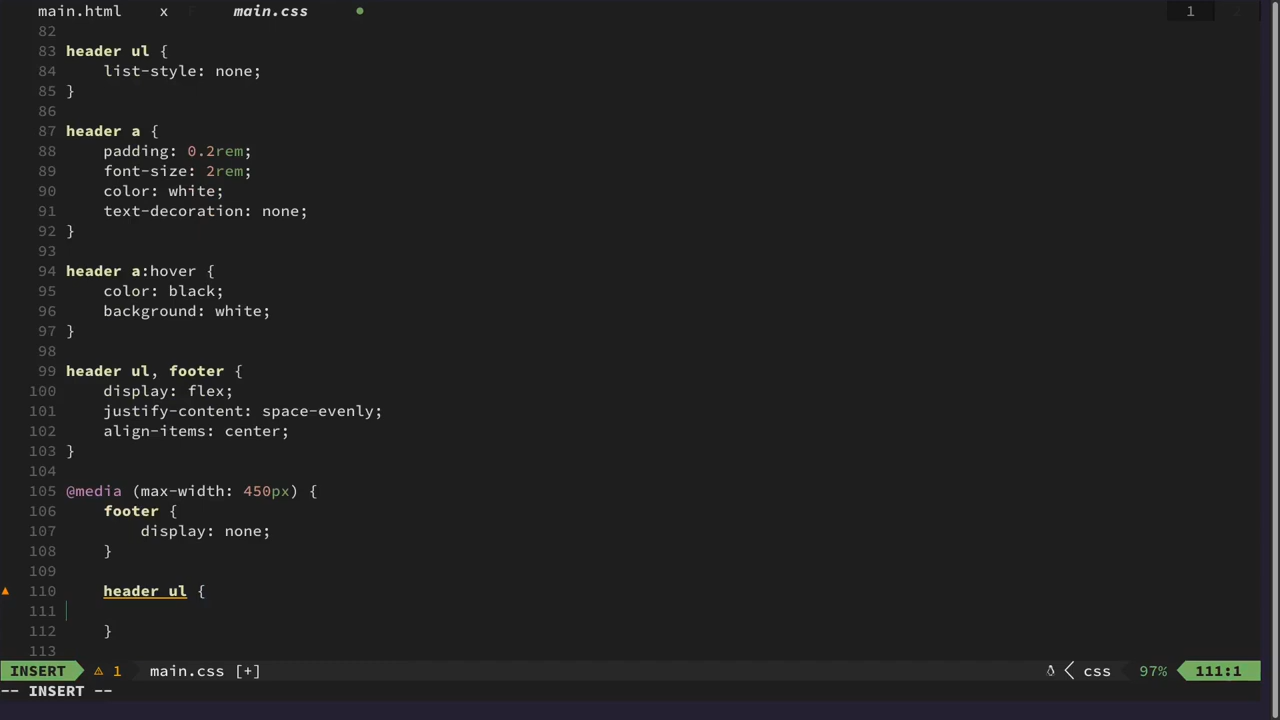 main.html x main.css 1
82
83 header ul {
84 list-style: none;
85 }
86
87 header a {
88 padding: 0.2rem;
89 font-size: 2rem;
90 color: white;
91 text-decoration: none;
92 }
93
94 header a:hover {
95 color: black;
96 background: white;
97 }
98
99 header ul, footer {
100 display: flex;
101 justify-content: space-evenly;
102 align-items: center;
103 }
104
105 @media (max-width: 450px) {
106 footer {
107 display: none;
108 }
109
110 header ul {
111
112 }
113
INSERT ⚠ 1 main.css [+] css 97% 111:1
-- INSERT --